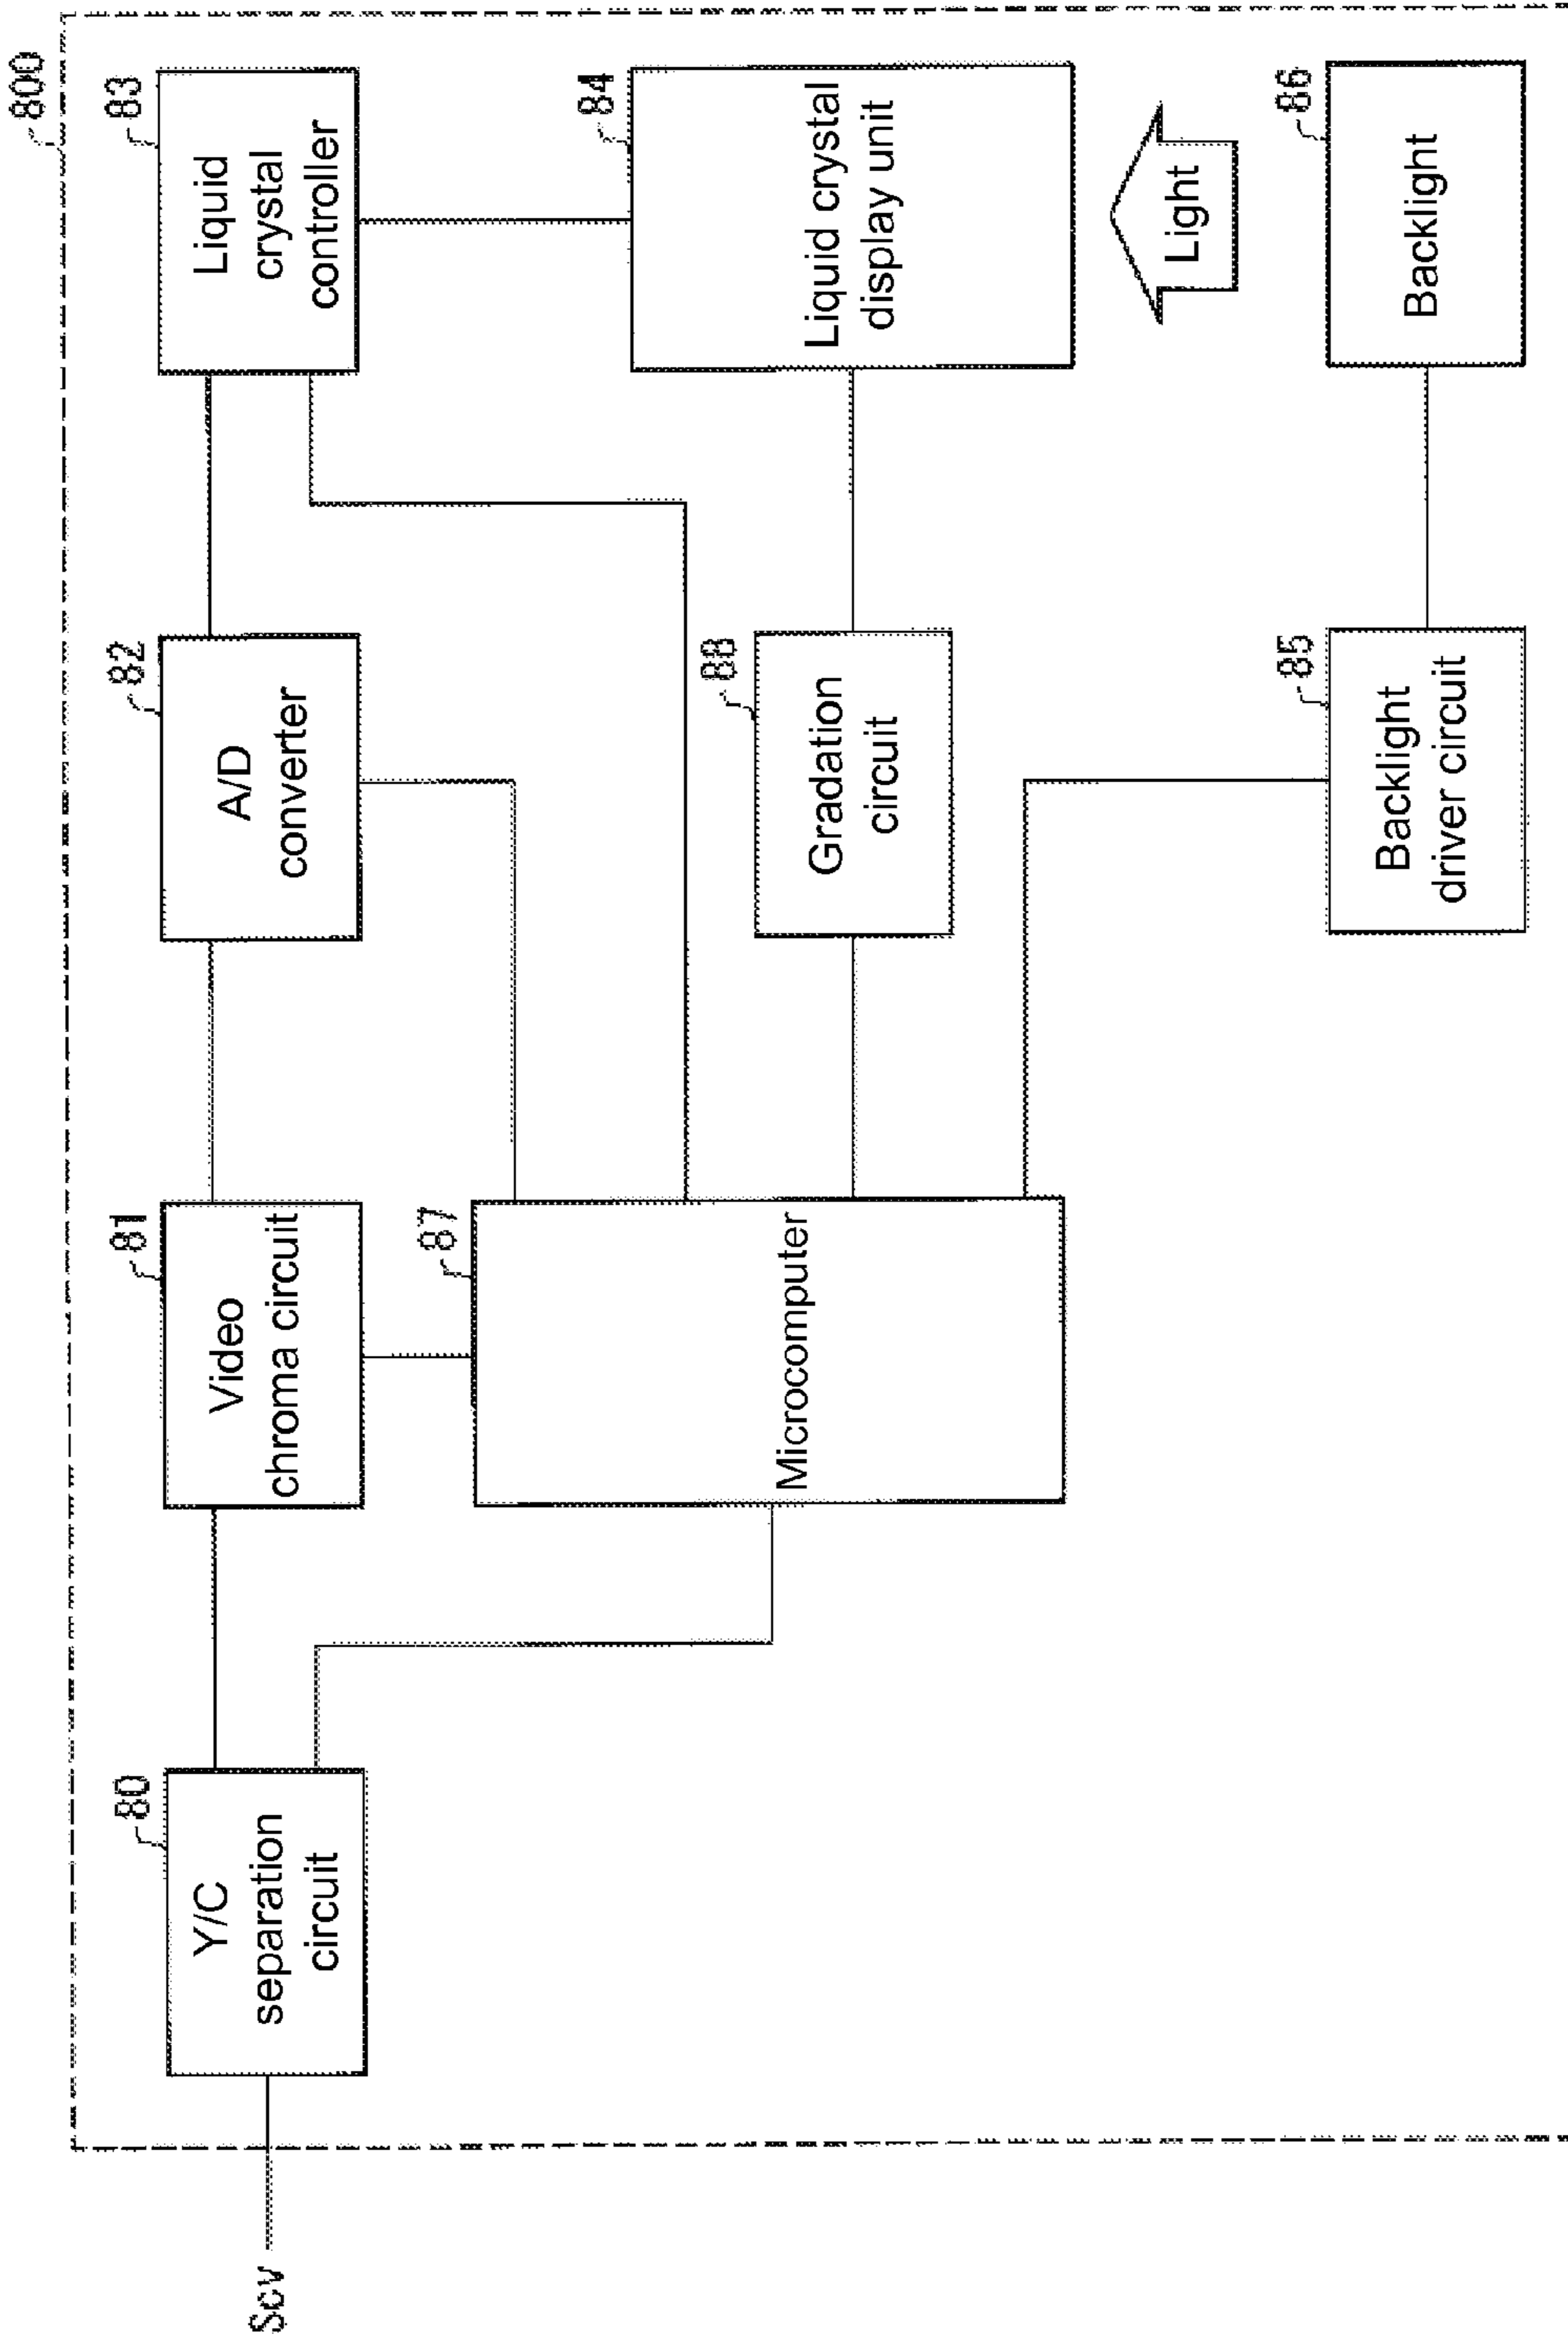 800
80
Y/C
separation
circuit
81
Video
chroma circuit
82
A/D
converter
83
Liquid
crystal
controller
Scv
87
Microcomputer
88
Gradation
circuit
84
Liquid crystal
display unit
Light
85
Backlight
driver circuit
86
Backlight